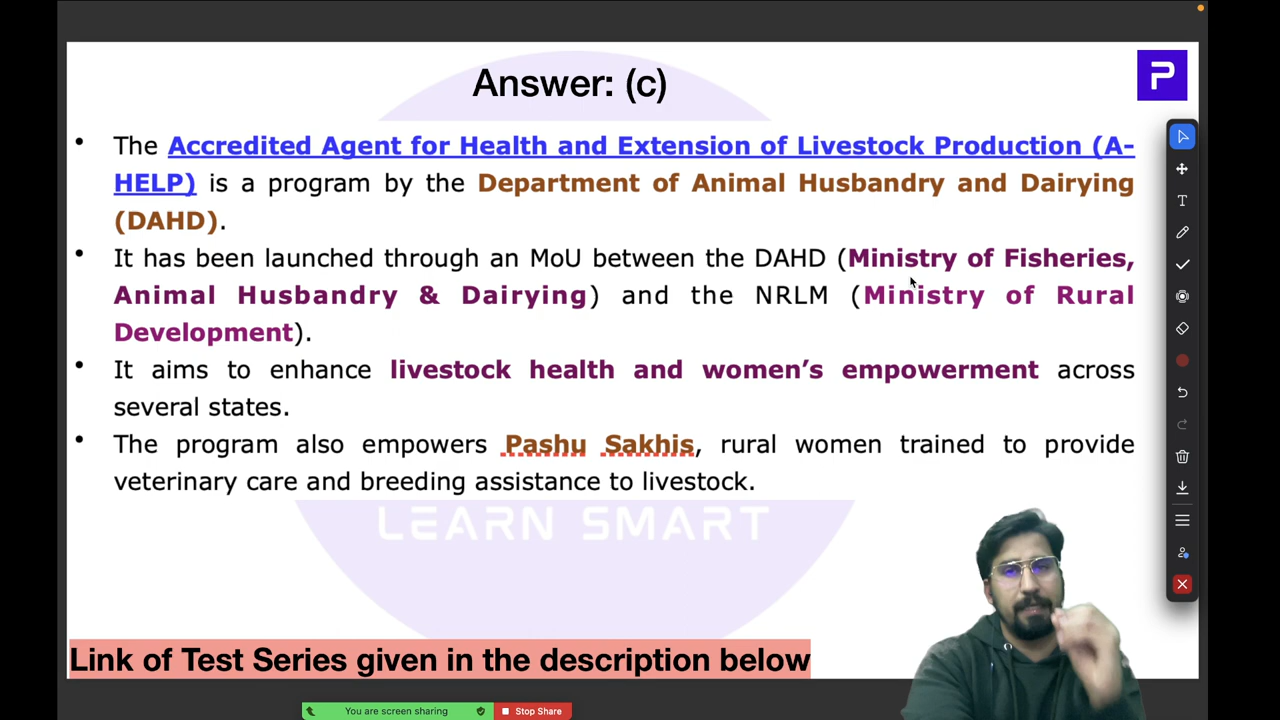 Answer: (c)
P
• The Accredited Agent for Health and Extension of Livestock Production (A-
HELP) is a program by the Department of Animal Husbandry and Dairying
(DAHD).
• It has been launched through an MoU between the DAHD (Ministry of Fisheries,
Animal Husbandry & Dairying) and the NRLM (Ministry of Rural
Development).
• It aims to enhance livestock health and women’s empowerment across
several states.
• The program also empowers Pashu Sakhis, rural women trained to provide
veterinary care and breeding assistance to livestock.
LEARN SMART
Link of Test Series given in the description below
You are screen sharing
Stop Share
T